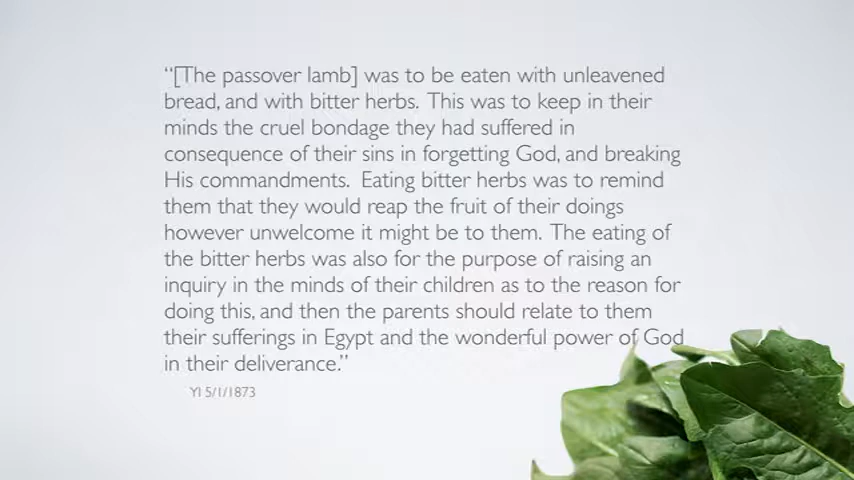 “[The passover lamb] was to be eaten with unleavened
bread, and with bitter herbs. This was to keep in their
minds the cruel bondage they had suffered in
consequence of their sins in forgetting God, and breaking
His commandments. Eating bitter herbs was to remind
them that they would reap the fruit of their doings
however unwelcome it might be to them. The eating of
the bitter herbs was also for the purpose of raising an
inquiry in the minds of their children as to the reason for
doing this, and then the parents should relate to them
their sufferings in Egypt and the wonderful power of God
in their deliverance.”
YI 5/1/1873